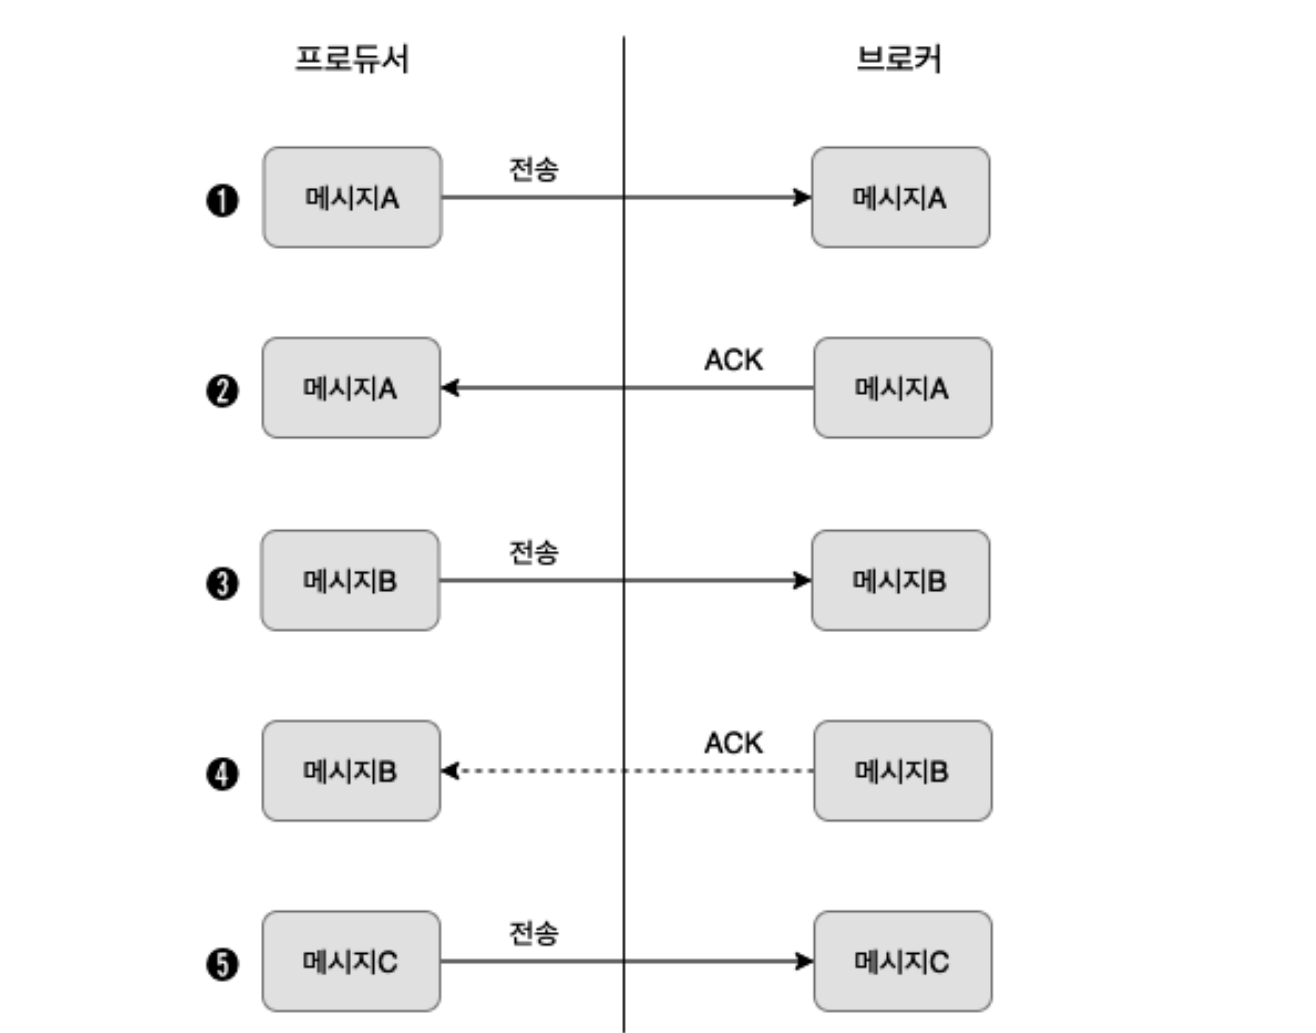 프로듀서
브로커
전송
❶ 메시지A 메시지A
ACK
❷ 메시지A 메시지A
전송
❸ 메시지B 메시지B
ACK
❹ 메시지B 메시지B
전송
❺ 메시지C 메시지C